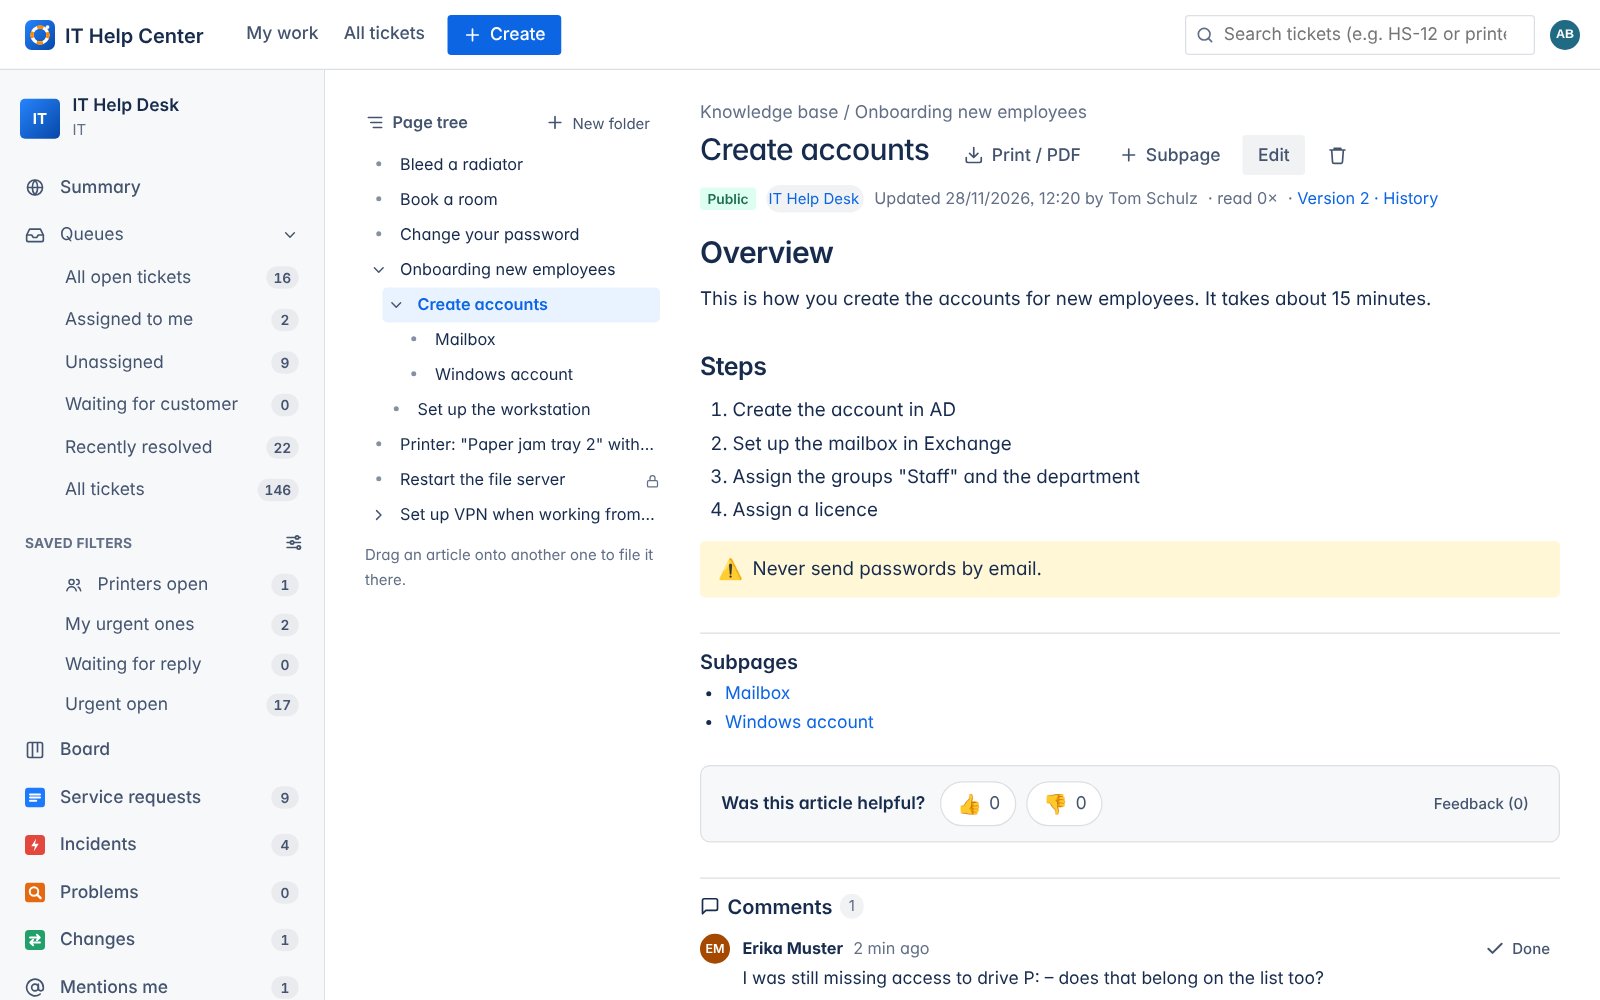 IT Help Center
My work
All tickets
Create
Search tickets (e.g. HS-12 or printe
AB
IT
IT Help Desk
IT
Summary
Queues
All open tickets 16
Assigned to me 2
Unassigned 9
Waiting for customer 0
Recently resolved 22
All tickets 146
SAVED FILTERS
Printers open 1
My urgent ones 2
Waiting for reply 0
Urgent open 17
Board
Service requests 9
Incidents 4
Problems 0
Changes 1
Mentions me 1
Page tree
New folder
Bleed a radiator
Book a room
Change your password
Onboarding new employees
Create accounts
Mailbox
Windows account
Set up the workstation
Printer: "Paper jam tray 2" with...
Restart the file server
Set up VPN when working from...
Drag an article onto another one to file it
there.
Knowledge base / Onboarding new employees
Create accounts
Print / PDF
Subpage
Edit
Public IT Help Desk Updated 28/11/2026, 12:20 by Tom Schulz · read 0× · Version 2 · History
Overview
This is how you create the accounts for new employees. It takes about 15 minutes.
Steps
1. Create the account in AD
2. Set up the mailbox in Exchange
3. Assign the groups "Staff" and the department
4. Assign a licence
⚠️ Never send passwords by email.
Subpages
• Mailbox
• Windows account
Was this article helpful? 👍 0 👎 0 Feedback (0)
Comments 1
EM Erika Muster 2 min ago Done
I was still missing access to drive P: – does that belong on the list too?